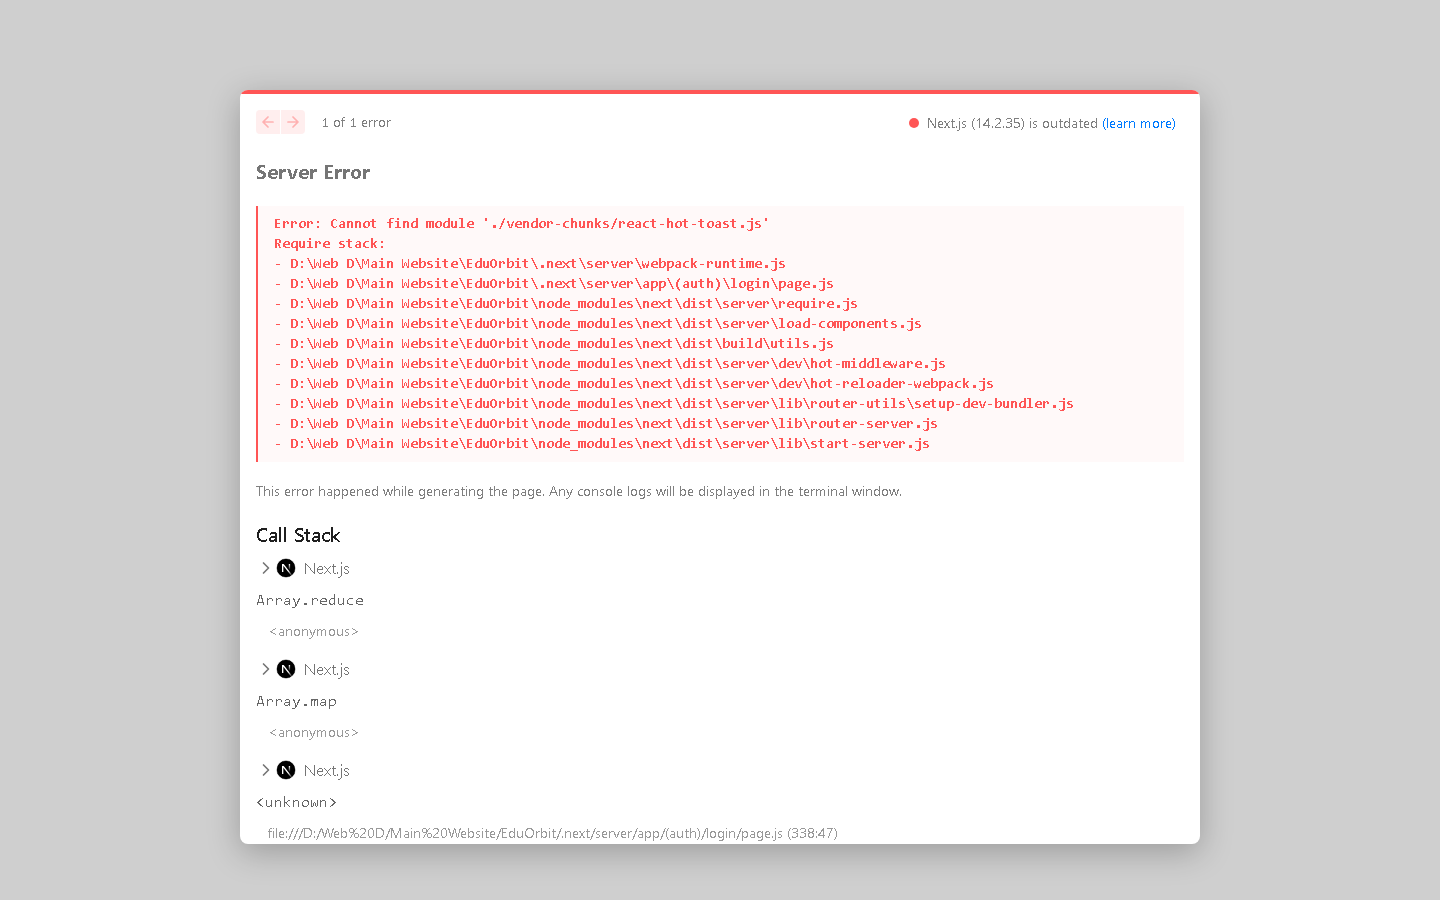 1 of 1 error
Next.js (14.2.35) is outdated (learn more)
Server Error
Error: Cannot find module './vendor-chunks/react-hot-toast.js'
Require stack:
- D:\Web D\Main Website\EduOrbit\.next\server\webpack-runtime.js
- D:\Web D\Main Website\EduOrbit\.next\server\app\(auth)\login\page.js
- D:\Web D\Main Website\EduOrbit\node_modules\next\dist\server\require.js
- D:\Web D\Main Website\EduOrbit\node_modules\next\dist\server\load-components.js
- D:\Web D\Main Website\EduOrbit\node_modules\next\dist\build\utils.js
- D:\Web D\Main Website\EduOrbit\node_modules\next\dist\server\dev\hot-middleware.js
- D:\Web D\Main Website\EduOrbit\node_modules\next\dist\server\dev\hot-reloader-webpack.js
- D:\Web D\Main Website\EduOrbit\node_modules\next\dist\server\lib\router-utils\setup-dev-bundler.js
- D:\Web D\Main Website\EduOrbit\node_modules\next\dist\server\lib\router-server.js
- D:\Web D\Main Website\EduOrbit\node_modules\next\dist\server\lib\start-server.js
This error happened while generating the page. Any console logs will be displayed in the terminal window.
Call Stack
N Next.js
Array.reduce
<anonymous>
N Next.js
Array.map
<anonymous>
N Next.js
<unknown>
file:///D:/Web%20D/Main%20Website/EduOrbit/.next/server/app/(auth)/login/page.js (338:47)